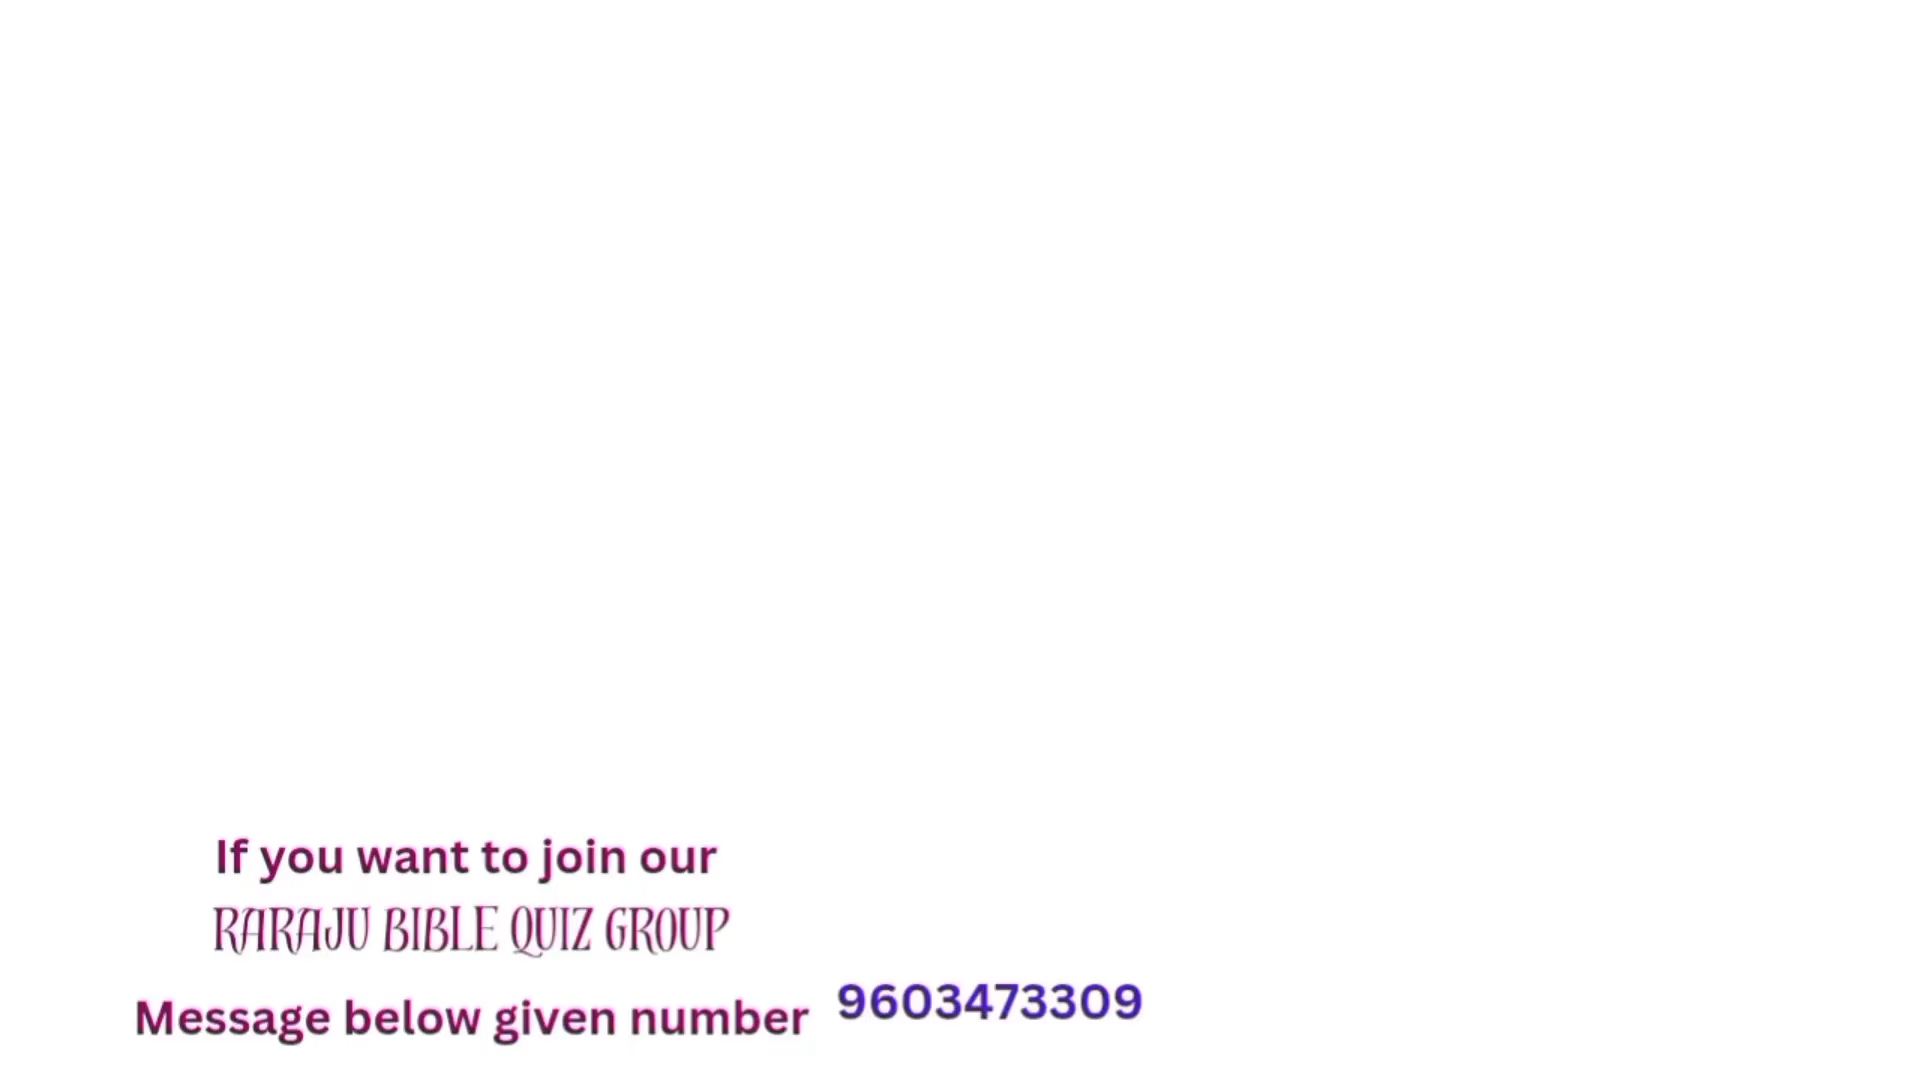 If you want to join our
RARAJU BIBLE QUIZ GROUP
Message below given number 9603473309